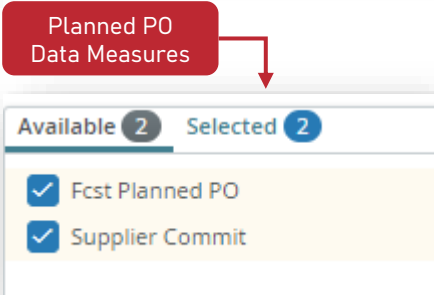 Planned PO
Data Measures
Available 2 Selected 2
Fcst Planned PO
Supplier Commit